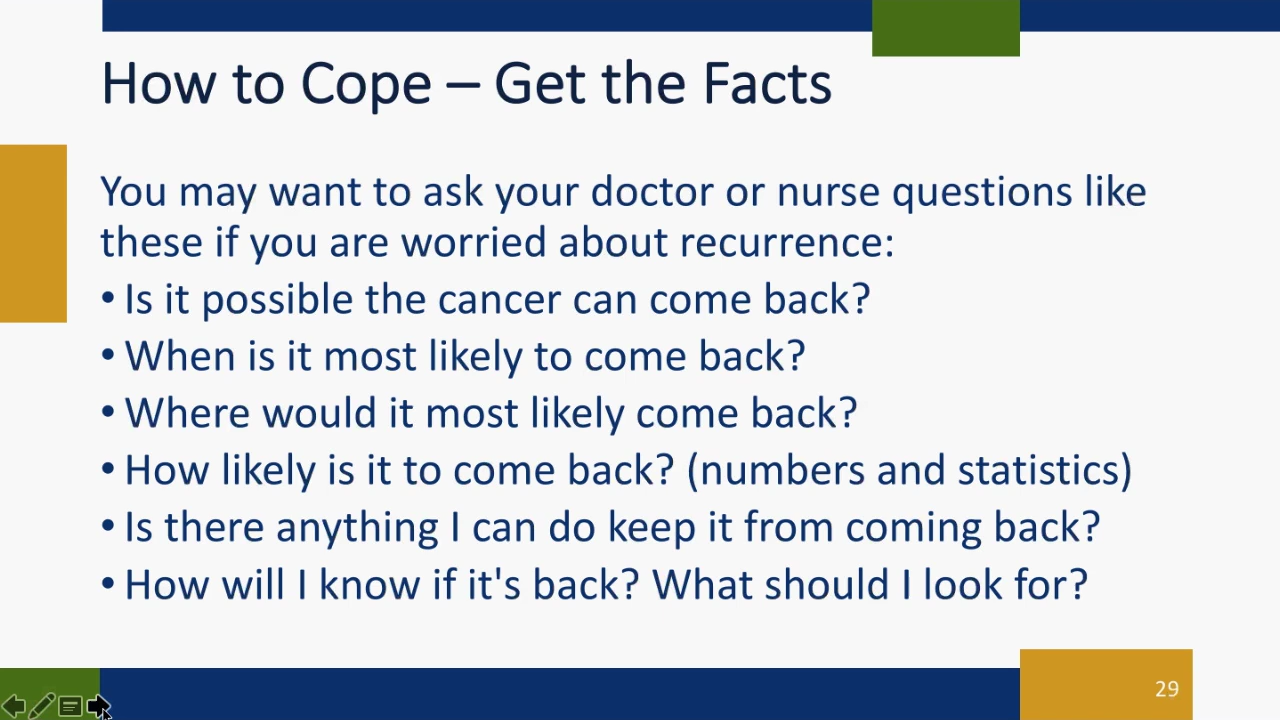 How to Cope – Get the Facts
You may want to ask your doctor or nurse questions like
these if you are worried about recurrence:
• Is it possible the cancer can come back?
• When is it most likely to come back?
• Where would it most likely come back?
• How likely is it to come back? (numbers and statistics)
• Is there anything I can do keep it from coming back?
• How will I know if it's back? What should I look for?
29